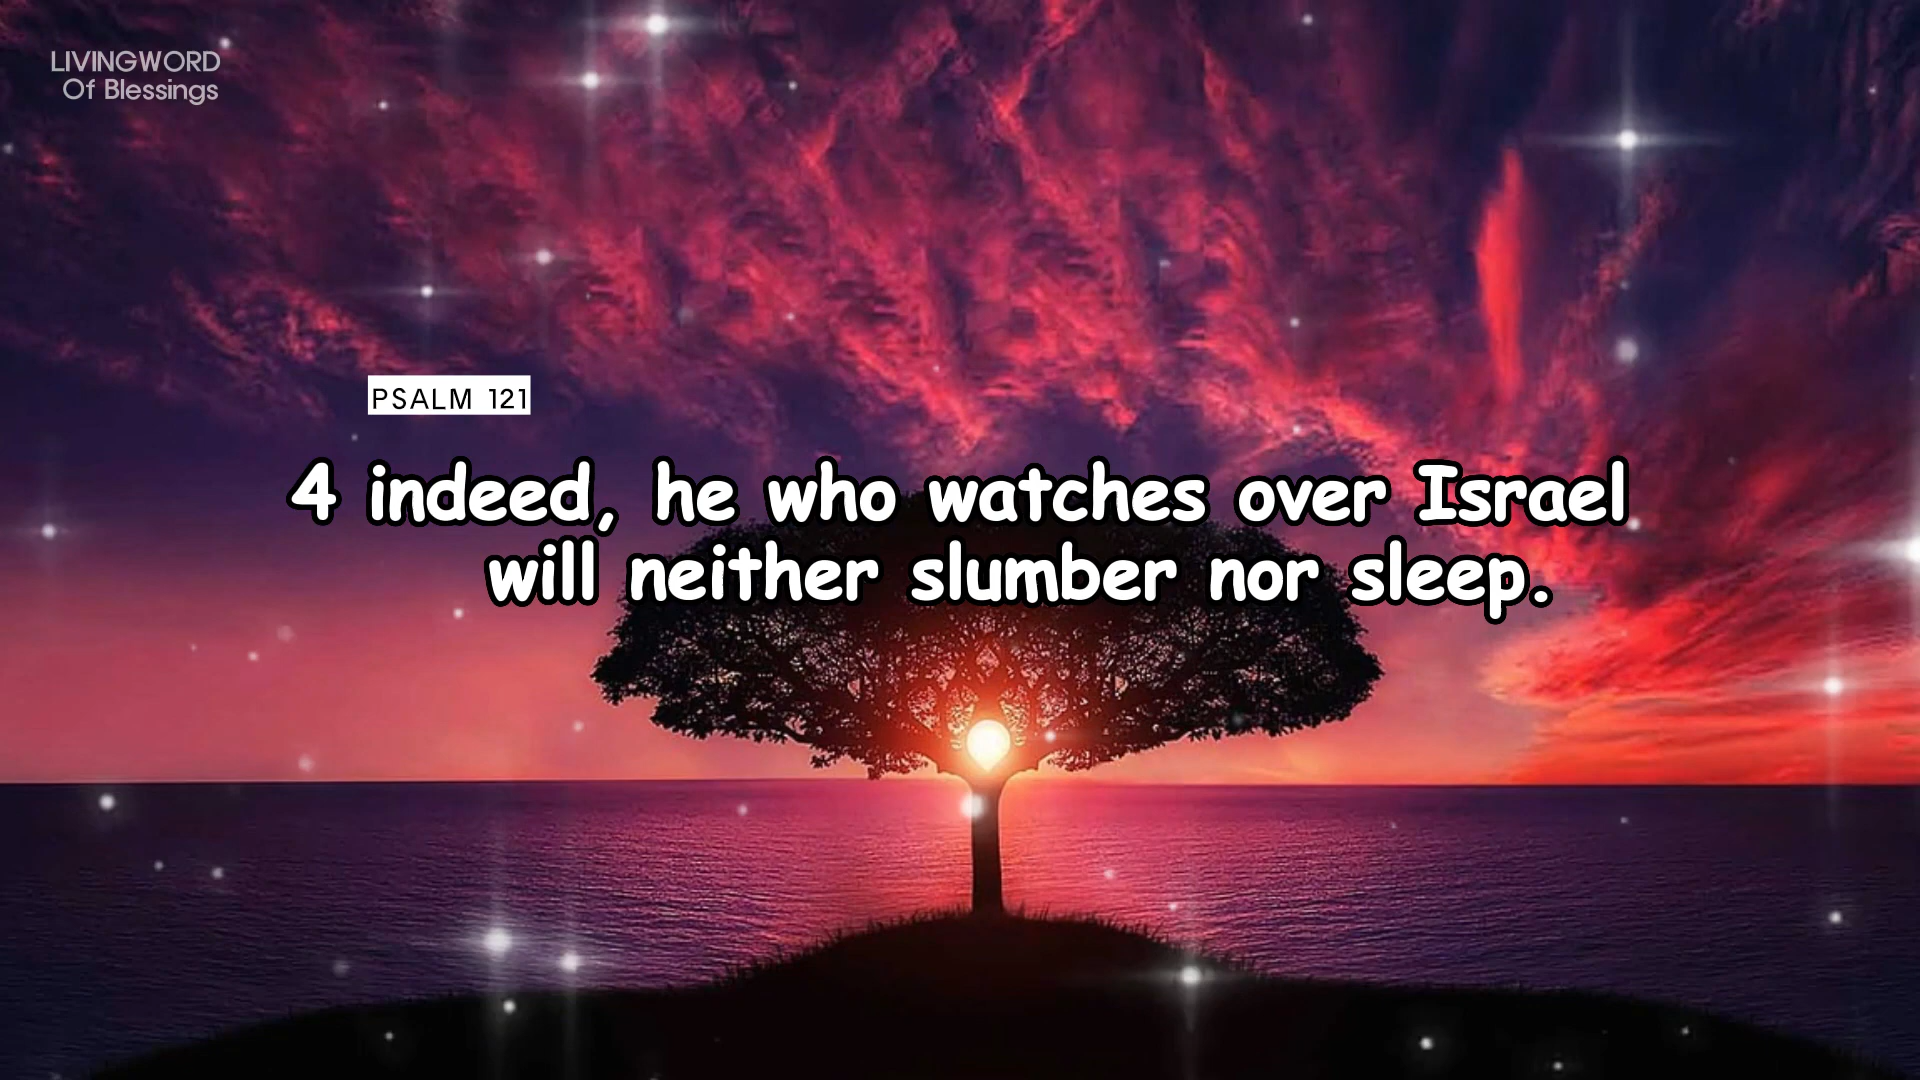 LIVINGWORD
Of Blessings
PSALM 121
4 indeed, he who watches over Israel
will neither slumber nor sleep.